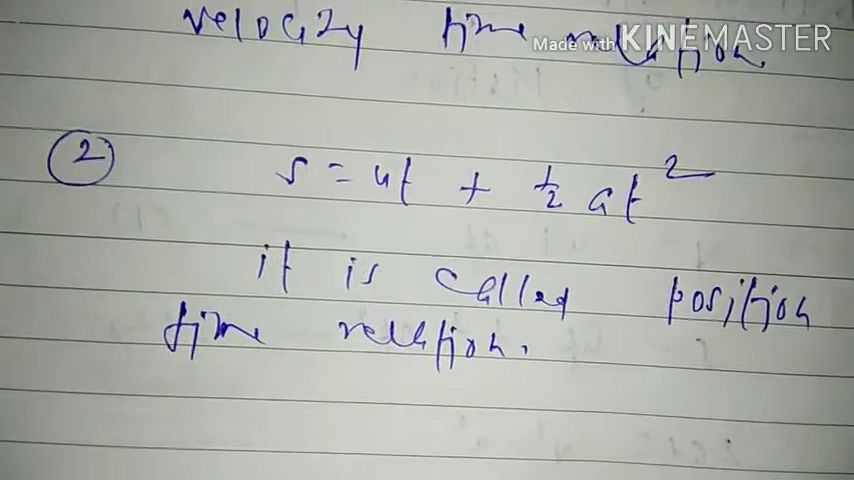 velocity time relation.
Made with KINEMASTER
2 s = ut + 1/2 at²
it is called position
time relation.